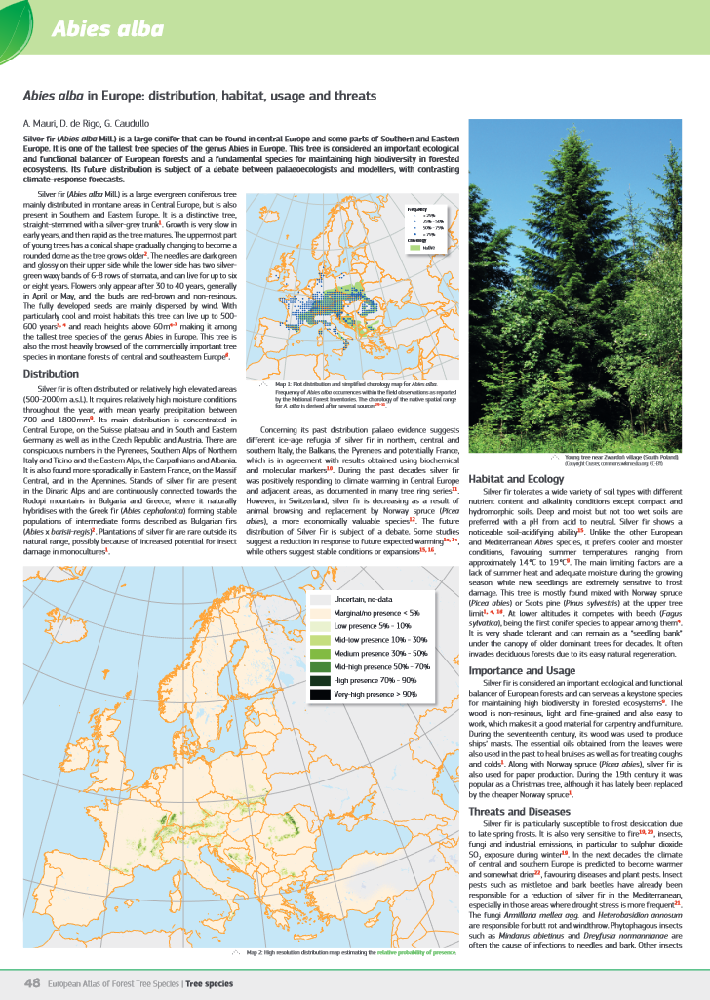 Abies alba
Abies alba in Europe: distribution, habitat, usage and threats
A. Mauri, D. de Rigo, G. Caudullo
Silver fir (Abies alba Mill.) is a large conifer that can be found in central Europe and some parts of Southern and Eastern
Europe. It is one of the tallest tree species of the genus Abies in Europe. This tree is considered an important ecological
and functional balancer of European forests and a fundamental species for maintaining high biodiversity in forested
ecosystems. Its future distribution is subject of a debate between palaeoecologists and modellers, with contrasting
climate-response forecasts.
Silver fir (Abies alba Mill.) is a large evergreen coniferous tree
mainly distributed in montane areas in Central Europe, but is also
present in Southern and Eastern Europe. It is a distinctive tree,
straight-stemmed with a silver-grey trunk1. Growth is very slow in
early years, and then rapid as the tree matures. The uppermost part
of young trees has a conical shape gradually changing to become a
rounded dome as the tree grows older2. The needles are dark green
and glossy on their upper side while the lower side has two silver-
green waxy bands of 6-8 rows of stomata, and can live for up to six
or eight years. Flowers only appear after 30 to 40 years, generally
in April or May, and the buds are red-brown and non-resinous.
The fully developed seeds are mainly dispersed by wind. With
particularly cool and moist habitats this tree can live up to 500-
600 years3, 4 and reach heights above 60m making it among
the tallest tree species of the genus Abies in Europe. This tree is
also the most heavily browsed of the commercially important tree
species in montane forests of central and southeastern Europe
Distribution
Silver fir is often distributed on relatively high elevated areas
(500-2000m a.s.l.). It requires relatively high moisture conditions
throughout the year, with mean yearly precipitation between
700 and 1800mm9. Its main distribution is concentrated in
Central Europe, on the Suisse plateau and in South and Eastern
Germany as well as in the Czech Republic and Austria. There are
conspicuous numbers in the Pyrenees, Southern Alps of Northern
Italy and Ticino and the Eastern Alps, the Carpathians and Albania.
It is also found more sporadically in Eastern France, on the Massif
Central, and in the Apennines. Stands of silver fir are present
in the Dinaric Alps and are continously connected towards the
Rodopi mountains in Bulgaria and Greece, where it naturally
hybridises with the Greek fir (Abies cephalonica) forming stable
populations of intermediate forms described as Bulgarian firs
(Abies x borisii-regis)2. Plantations of silver fir are rare outside its
natural range, possibly because of increased potential for insect
damage in monocultures1.
Frequency
< 25%
25% - 50%
50% - 75%
> 75%
Chorology
Native
Map 1: Plot distribution and simplified chorology map for Abies alba.
Frequency of Abies alba occurrences within the field observations as reported
by the National Forest Inventories. The chorology of the native spatial range
for A. alba is derived after several sources
Concerning its past distribution palaeo evidence suggests
different ice-age refugia of silver fir in northen, central and
southern Italy, the Balkans, the Pyrenees and potentially France,
which is in agreement with results obtained using biochemical
and molecular markers10. During the past decades silver fir
was positively responding to climate warming in Central Europe
and adjacent areas, as documented in many tree ring series11.
However, in Switzerland, silver fir is decreasing as a result of
animal browsing and replacement by Norway spruce (Picea
abies), a more economically valuable species12. The future
distribution of Silver Fir is subject of a debate. Some studies
suggest a reduction in response to future expected warming13, 14,
while others suggest stable conditions or expansions15, 16.
Uncertain, no-data
Marginal/no presence < 5%
Low presence 5% - 10%
Mid-low presence 10% - 30%
Medium presence 30% - 50%
Mid-high presence 50% - 70%
High presence 70% - 90%
Very-high presence > 90%
Map 2: High resolution distribution map estimating the relative probability of presence.
Young tree near Zwardoń village (South Poland)
(Copyright Crusier, commons.wikimedia.org: CC-BY)
Habitat and Ecology
Silver fir tolerates a wide variety of soil types with different
nutrient content and alkalinity conditions except compact and
hydromorphic soils. Deep and moist but not too wet soils are
preferred with a pH from acid to neutral. Silver fir shows a
noticeable soil-acidifying ability. Unlike the other European
and Mediterranean Abies species, it prefers cooler and moister
conditions, favouring summer temperatures ranging from
approximately 14°C to 19°C9. The main limiting factors are a
lack of summer heat and adequate moisture during the growing
season, while new seedlings are extremely sensitive to frost
damage. This tree is mostly found mixed with Norway spruce
(Picea abies) or Scots pine (Pinus sylvestris) at the upper tree
limit. At lower altitudes it competes with beech (Fagus
sylvatica), being the first conifer species to appear among them4.
It is very shade tolerant and can remain as a "seedling bank"
under the canopy of older dominant trees for decades. It often
invades deciduous forests due to its easy natural regeneration.
Importance and Usage
Silver fir is considered an important ecological and functional
balancer of European forests and can serve as a keystone species
for maintaining high biodiversity in forested ecosystems9. The
wood is non-resinous, light and fine-grained and also easy to
work, which makes it a good material for carpentry and furniture.
During the seventeenth century, its wood was used to produce
ships' masts. The essential oils obtained from the leaves were
also used in the past to heal bruises as well as for treating coughs
and colds1. Along with Norway spruce (Picea abies), silver fir is
also used for paper production. During the 19th century it was
popular as a Christmas tree, although it has lately been replaced
by the cheaper Norway spruce1.
Threats and Diseases
Silver fir is particularly susceptible to frost desiccation due
to late spring frosts. It is also very sensitive to fire19, 20, insects,
fungi and industrial emissions, in particular to sulphur dioxide
SO2 exposure during winter19. In the next decades the climate
of central and southern Europe is predicted to become warmer
and somewhat drier22, favouring diseases and plant pests. Insect
pests such as mistletoe and bark beetles have already been
responsible for a reduction of silver fir in the Mediterranean,
especially in those areas where drought stress is more frequent21.
The fungi Armillaria mellea agg. and Heterobasidion annosum
are responsible for butt rot and windthrow. Phytophagous insects
such as Mindarus abietinus and Dreyfusia normannianae are
often the cause of infections to needles and bark. Other insects
48 European Atlas of Forest Tree Species | Tree species